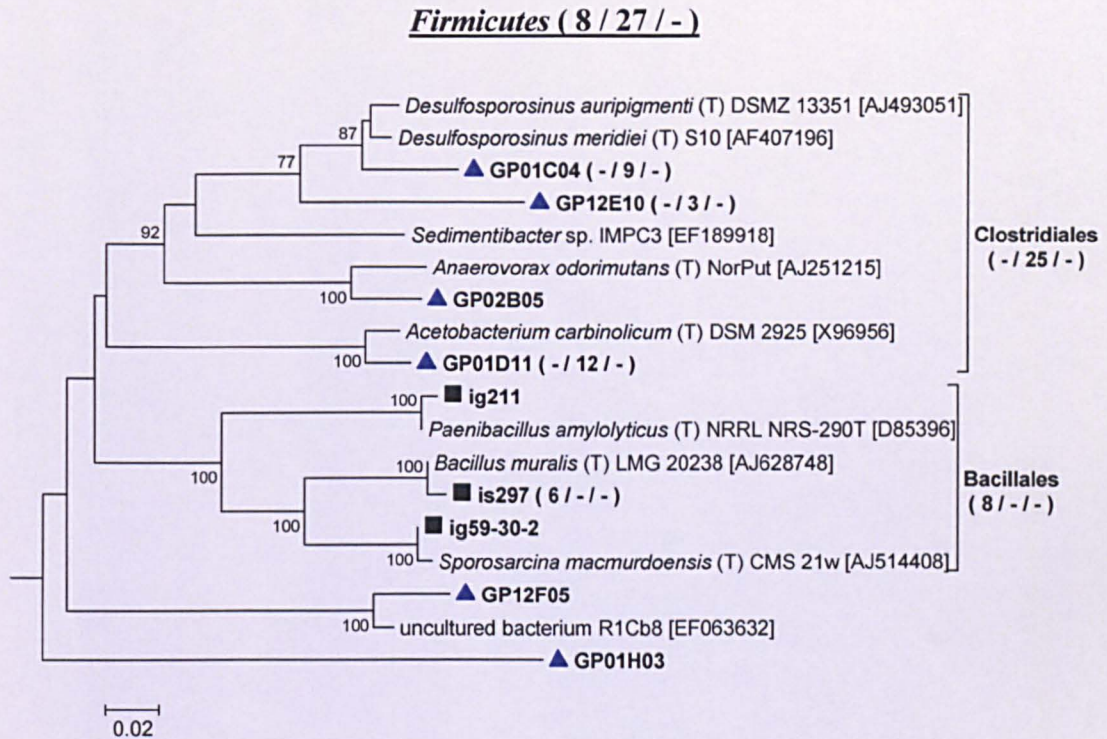 Firmicutes ( 8 / 27 / - )
Desulfosporosinus auripigmenti (T) DSMZ 13351 [AJ493051]
87
Desulfosporosinus meridiei (T) S10 [AF407196]
77
GP01C04 ( - / 9 / - )
GP12E10 ( - / 3 / - )
92
Sedimentibacter sp. IMPC3 [EF189918]
Clostridiales
( - / 25 / - )
Anaerovorax odorimutans (T) NorPut [AJ251215]
100
GP02B05
Acetobacterium carbinolicum (T) DSM 2925 [X96956]
100
GP01D11 ( - / 12 / - )
100
ig211
Paenibacillus amylolyticus (T) NRRL NRS-290T [D85396]
100
Bacillus muralis (T) LMG 20238 [AJ628748]
100
is297 ( 6 / - / - )
Bacillales
( 8 / - / - )
100
ig59-30-2
100
Sporosarcina macmurdoensis (T) CMS 21w [AJ514408]
GP12F05
100
uncultured bacterium R1Cb8 [EF063632]
GP01H03
0.02